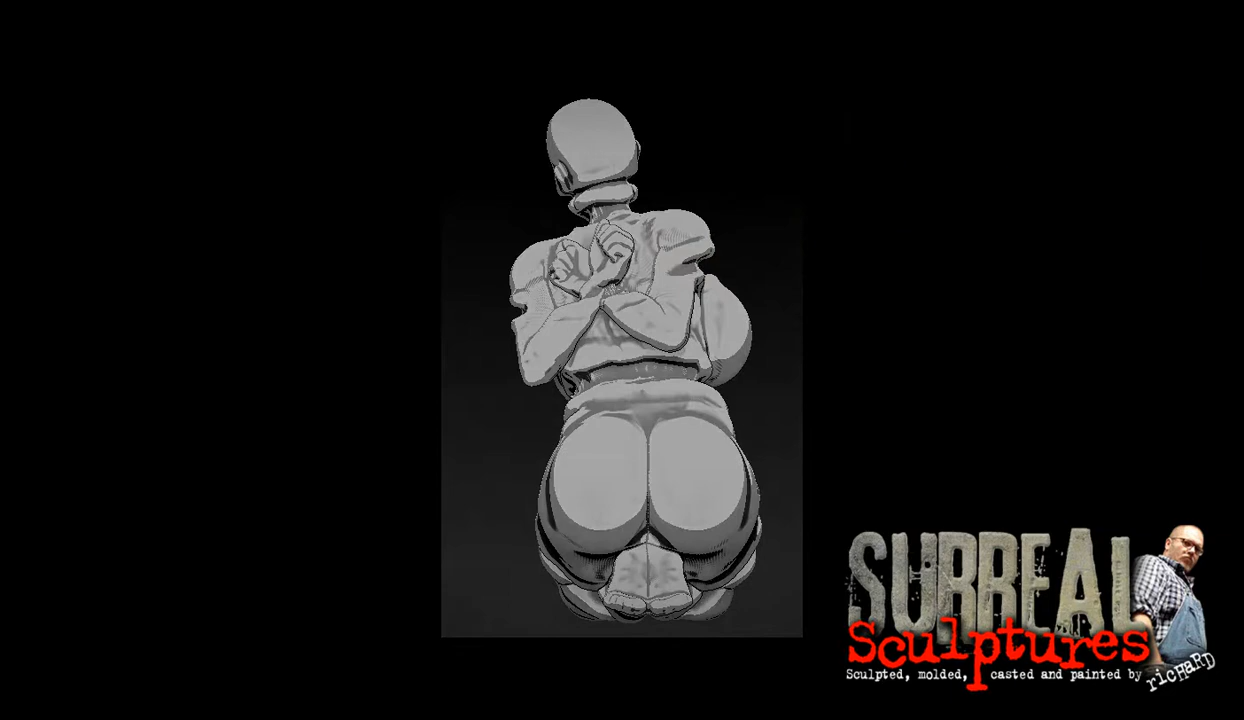 SURREAL
Sculptures
Sculpted, molded, casted and painted by
ricHaRD